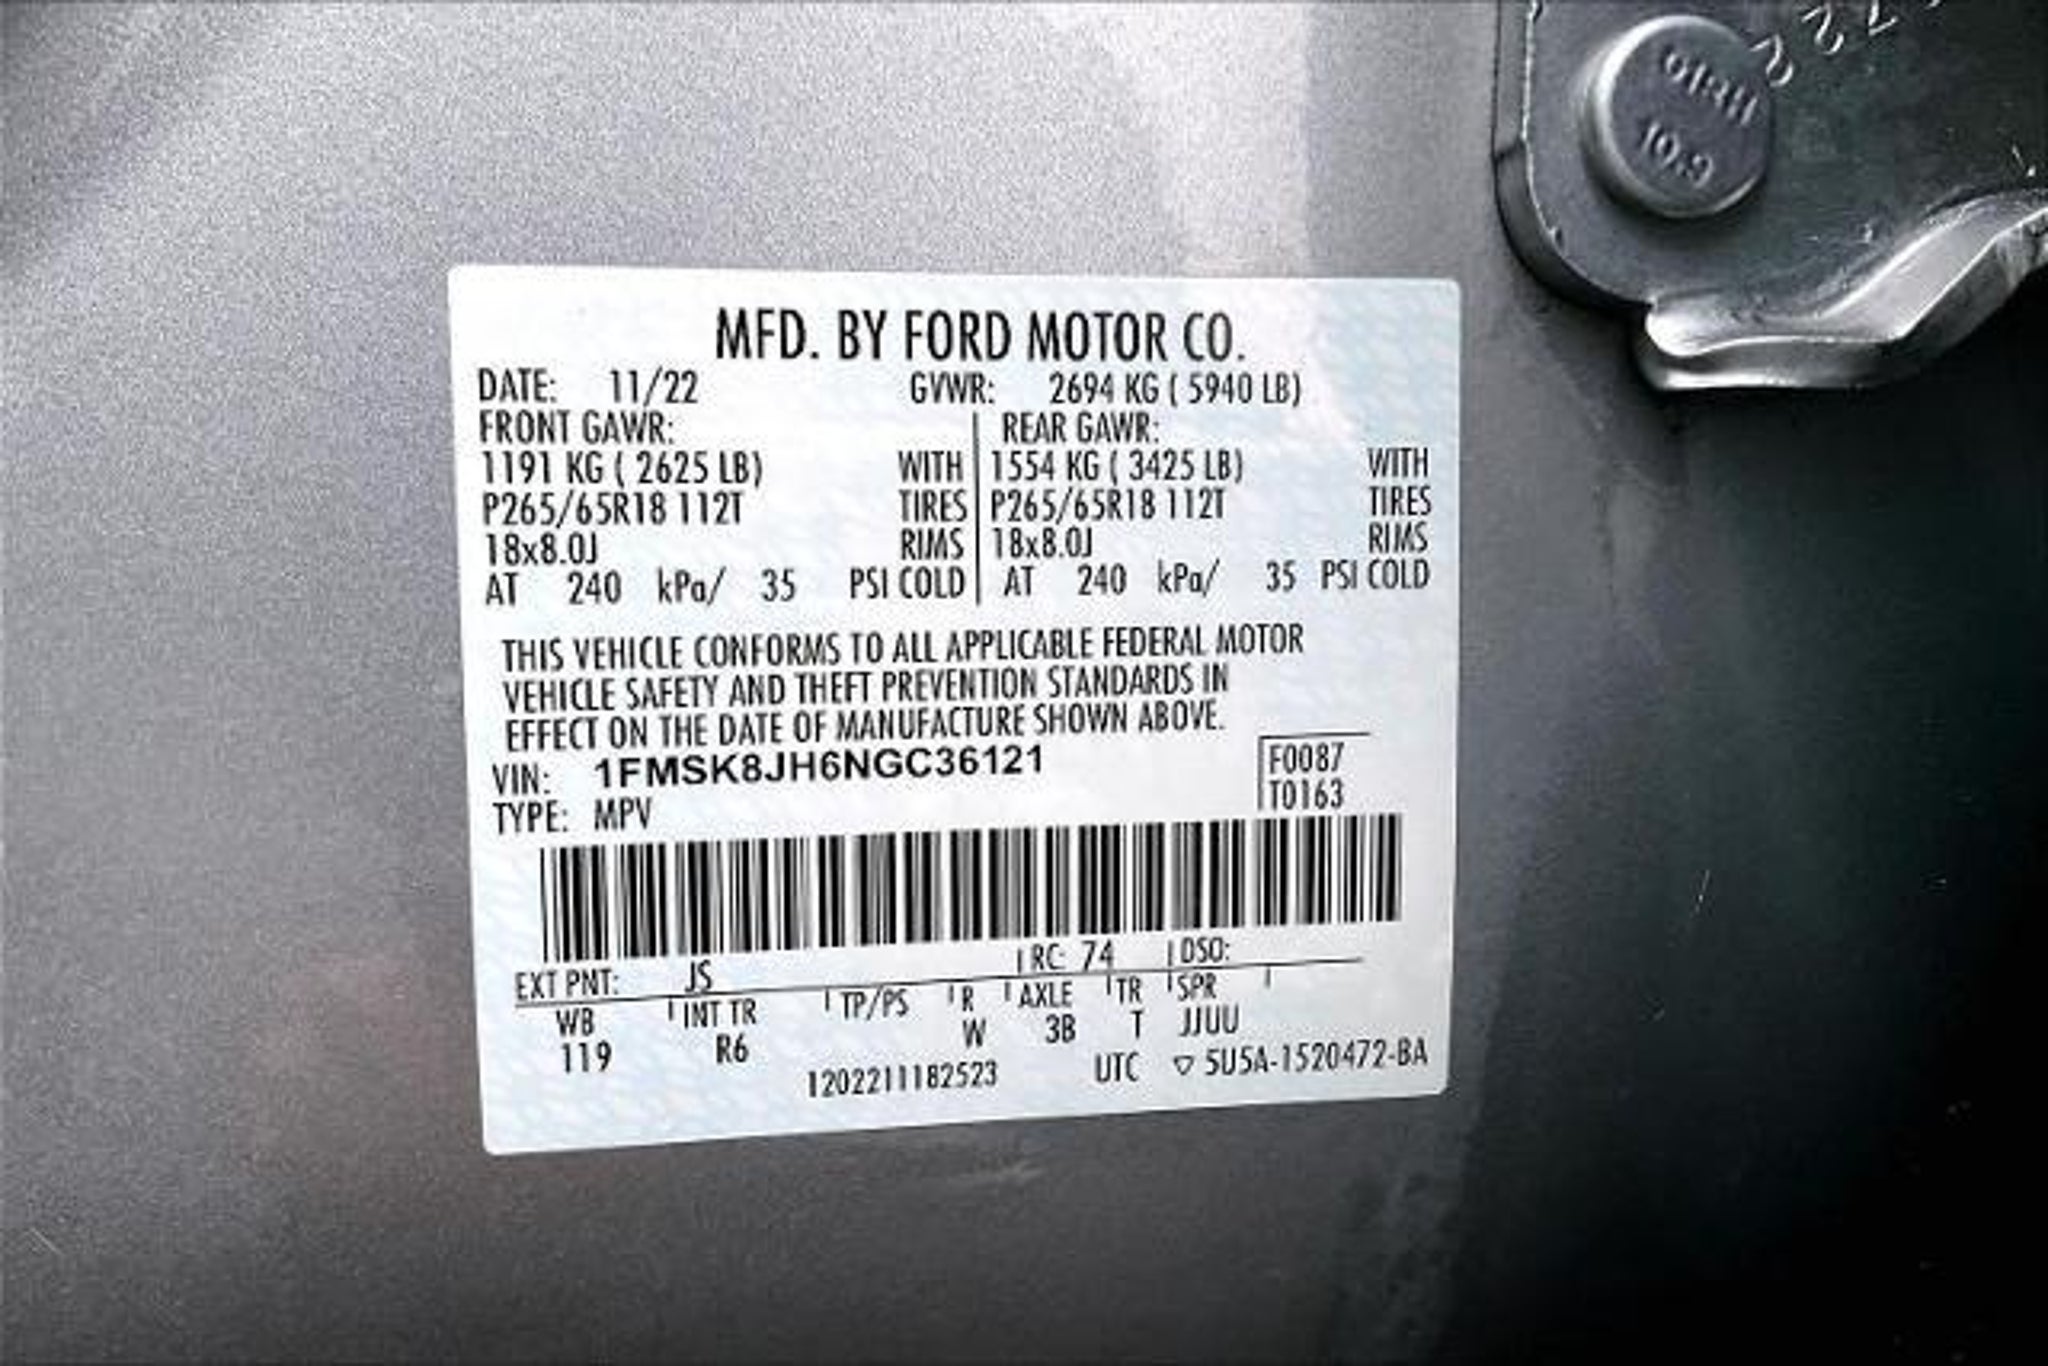 722
10.9
MFD. BY FORD MOTOR CO.
DATE: 11/22 GVWR: 2694 KG ( 5940 LB)
FRONT GAWR: REAR GAWR:
1191 KG ( 2625 LB) WITH 1554 KG ( 3425 LB) WITH
P265/65R18 112T TIRES P265/65R18 112T TIRES
18x8.0J RIMS 18x8.0J RIMS
AT 240 kPa/ 35 PSI COLD AT 240 kPa/ 35 PSI COLD
THIS VEHICLE CONFORMS TO ALL APPLICABLE FEDERAL MOTOR
VEHICLE SAFETY AND THEFT PREVENTION STANDARDS IN
EFFECT ON THE DATE OF MANUFACTURE SHOWN ABOVE.
VIN: 1FMSK8JH6NGC36121 F0087
TYPE: MPV T0163
EXT PNT: JS RC: 74 DSO:
WB INT TR TP/PS R AXLE TR SPR
119 R6 W 3B T JJUU
1202211182523 UTC ▽ 5U5A-1520472-BA